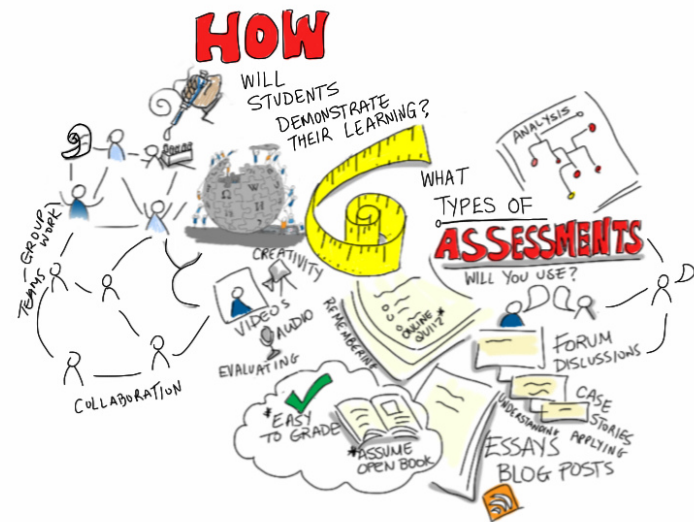 HOW
WILL
STUDENTS
DEMONSTRATE
THEIR LEARNING?
WHAT
TYPES OF
ASSESSMENTS
WILL YOU USE?
ANALYSIS
GROUP
WORK
TEAMS
COLLABORATION
CREATIVITY
VIDEOS
AUDIO
EVALUATING
REMEMBERING
ONLINE
QUIZ*
*EASY
TO GRADE
*ASSUME
OPEN BOOK
FORUM
DISCUSSIONS
CASE
STORIES
UNDERSTANDING
APPLYING
ESSAYS
BLOG POSTS